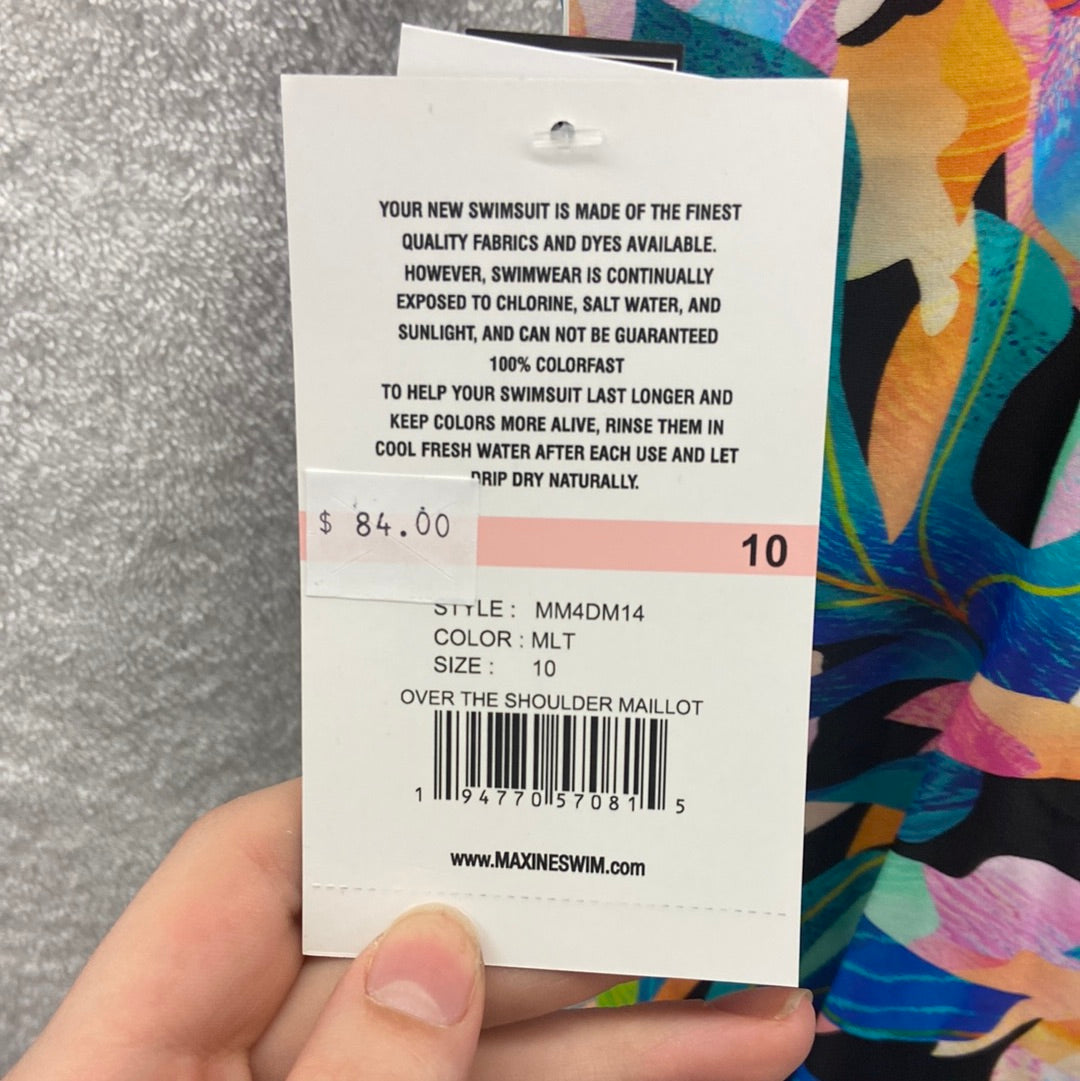 YOUR NEW SWIMSUIT IS MADE OF THE FINEST
QUALITY FABRICS AND DYES AVAILABLE.
HOWEVER, SWIMWEAR IS CONTINUALLY
EXPOSED TO CHLORINE, SALT WATER, AND
SUNLIGHT, AND CAN NOT BE GUARANTEED
100% COLORFAST
TO HELP YOUR SWIMSUIT LAST LONGER AND
KEEP COLORS MORE ALIVE, RINSE THEM IN
COOL FRESH WATER AFTER EACH USE AND LET
DRIP DRY NATURALLY.
$ 84.00
10
STYLE : MM4DM14
COLOR : MLT
SIZE : 10
OVER THE SHOULDER MAILLOT
1 94770 57081 5
www.MAXINESWIM.com